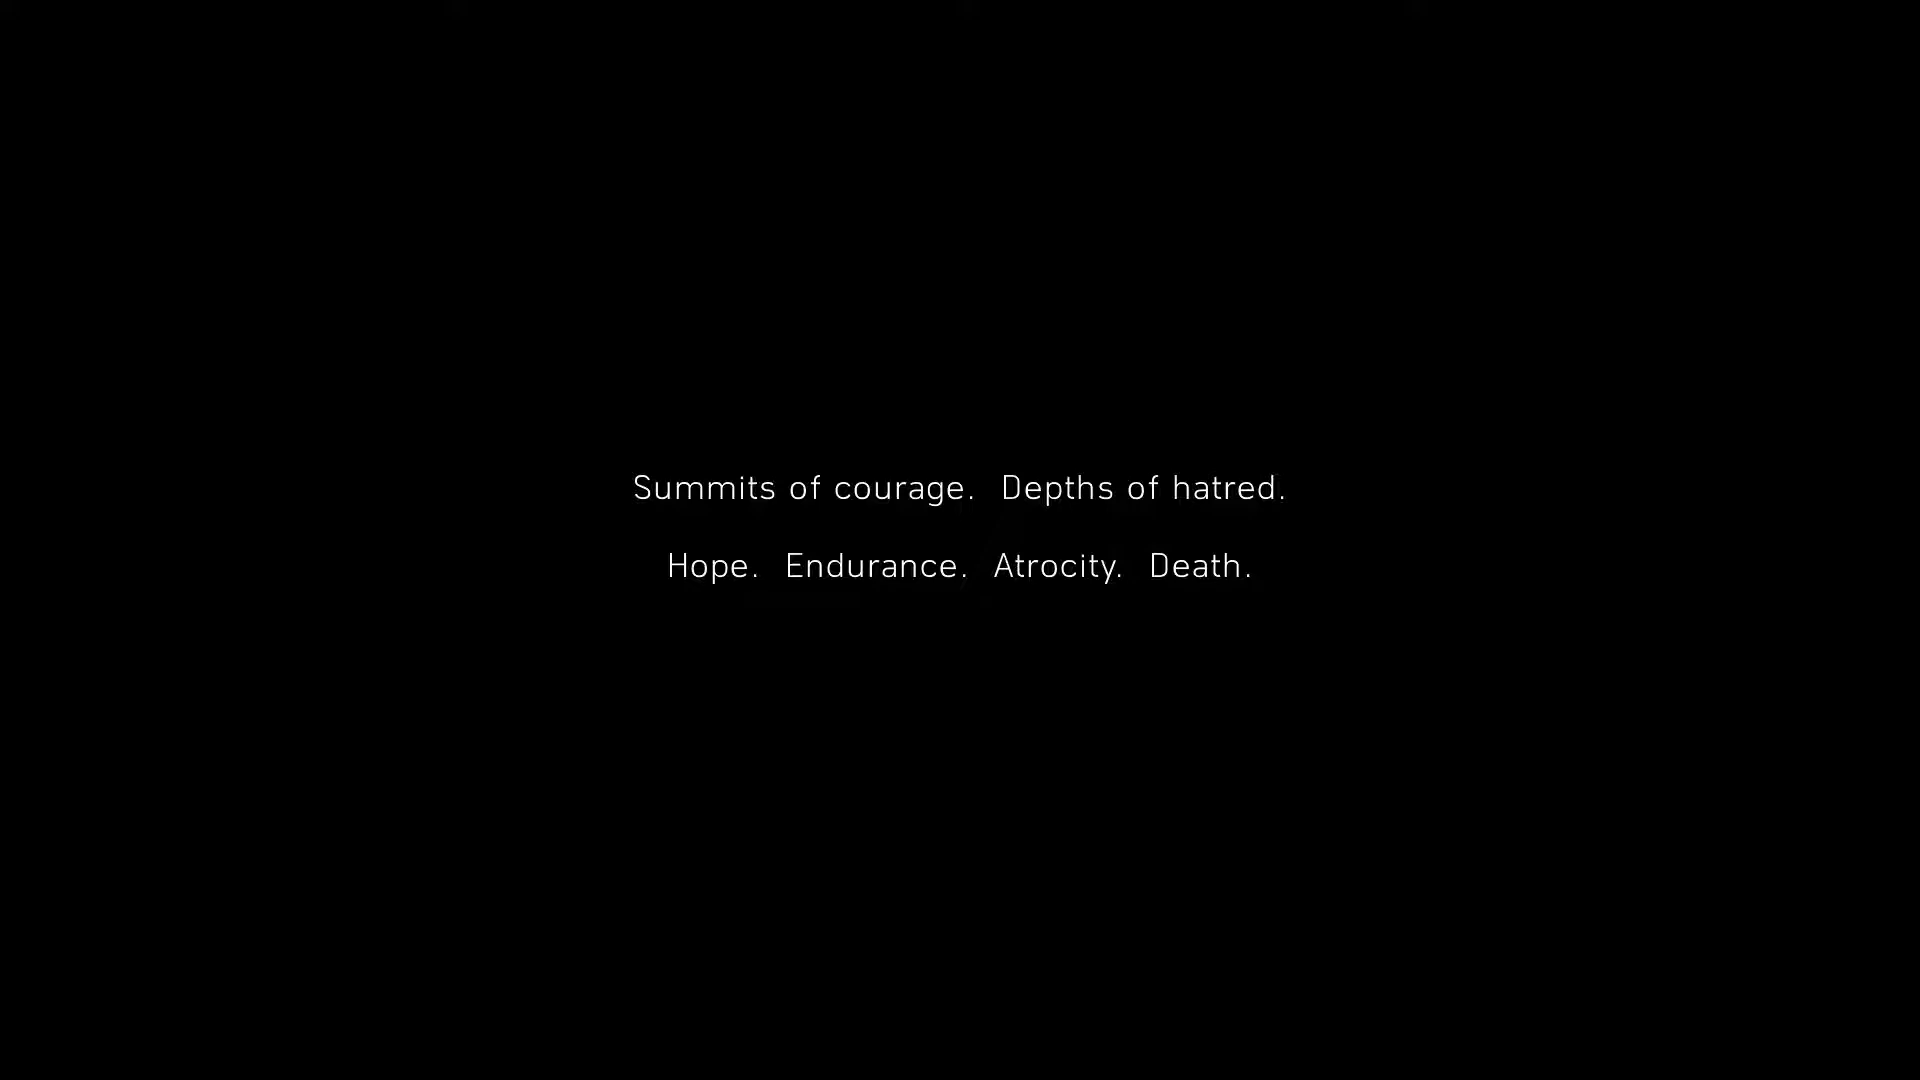 Summits of courage.  Depths of hatred.
Hope.  Endurance.  Atrocity.  Death.